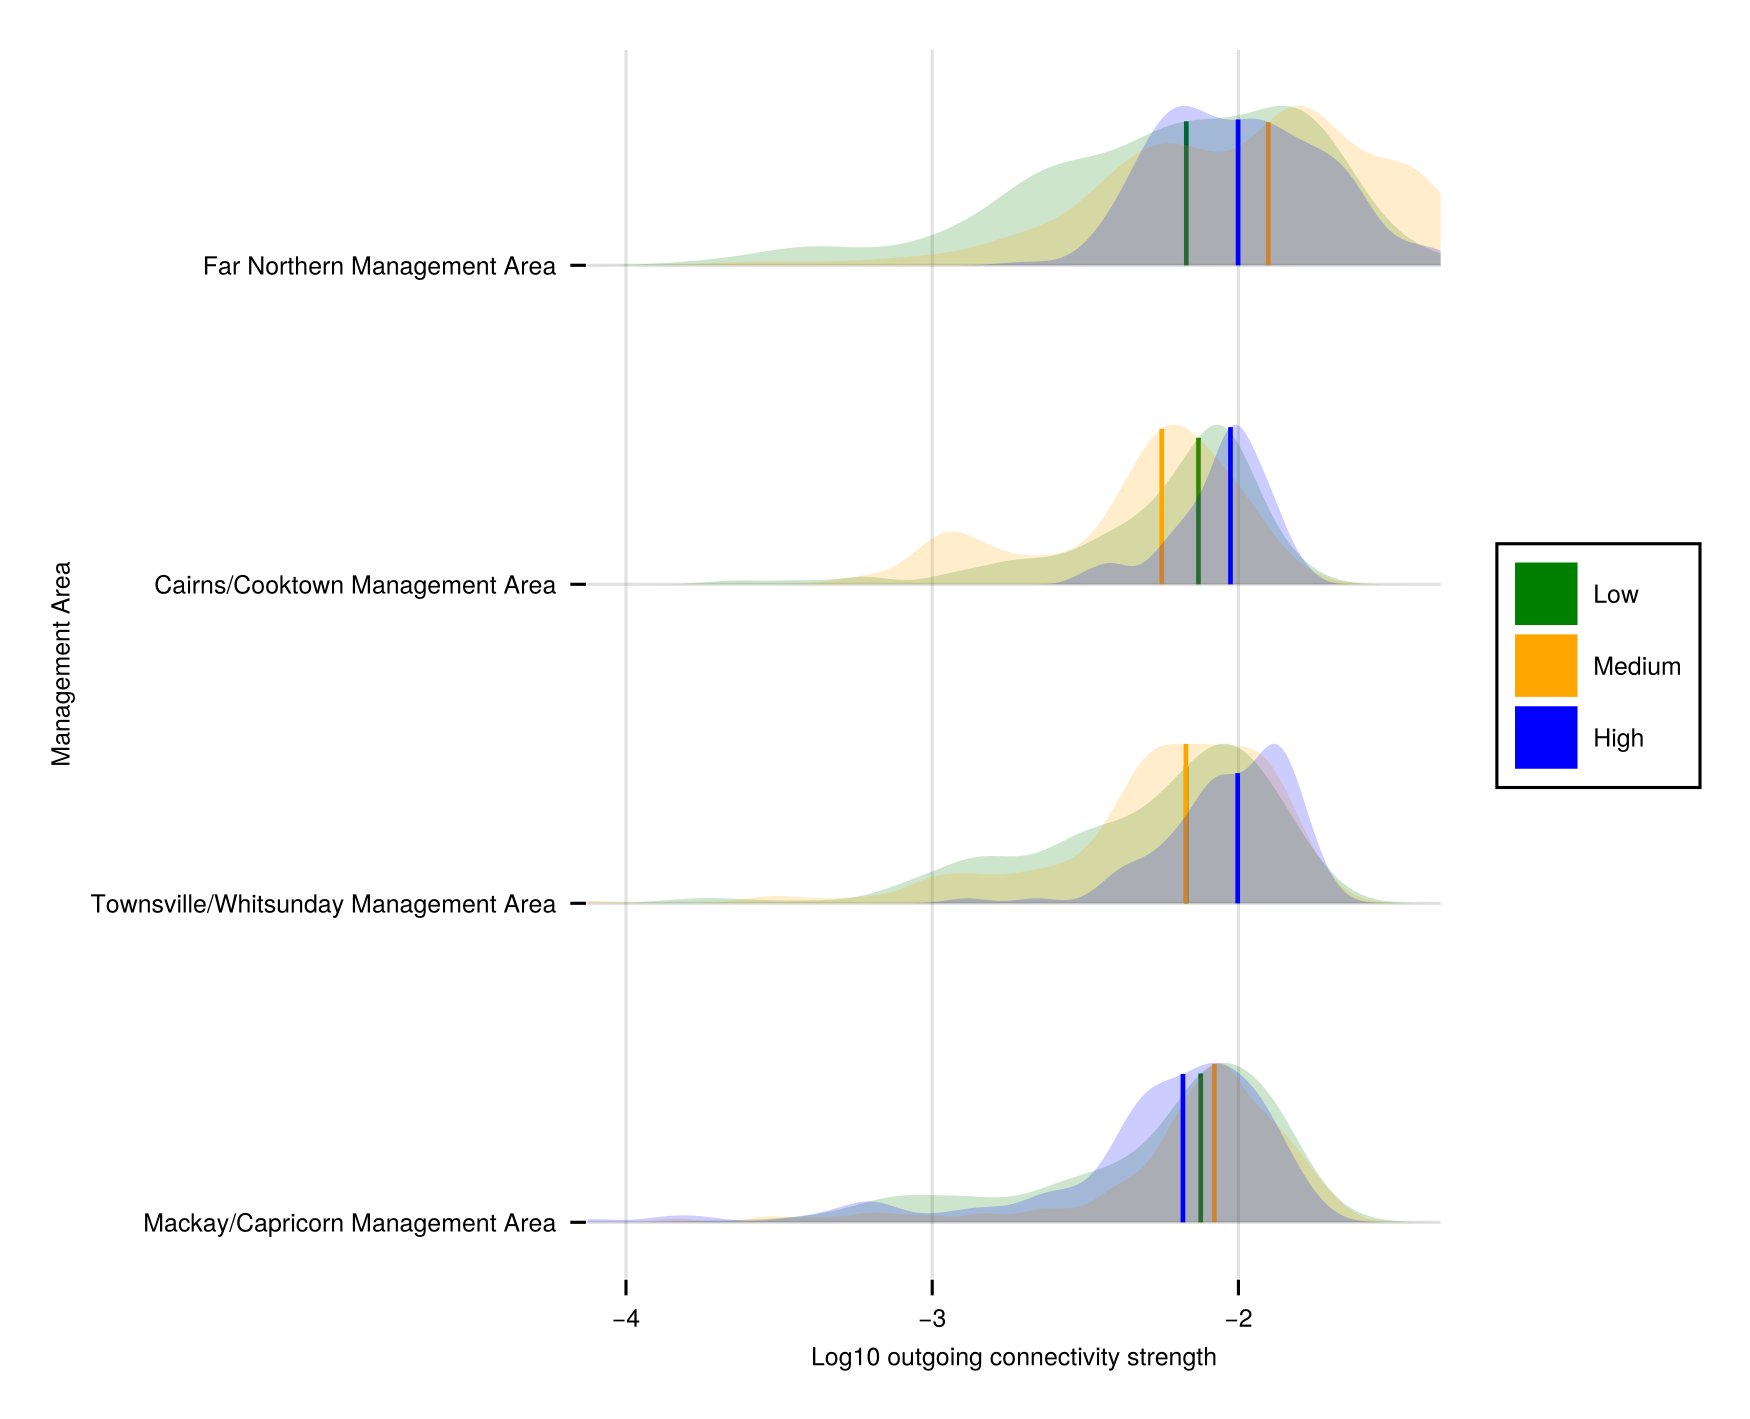 Management Area
Far Northern Management Area
Cairns/Cooktown Management Area
Townsville/Whitsunday Management Area
Mackay/Capricorn Management Area
−4
−3
−2
Log10 outgoing connectivity strength
Low
Medium
High